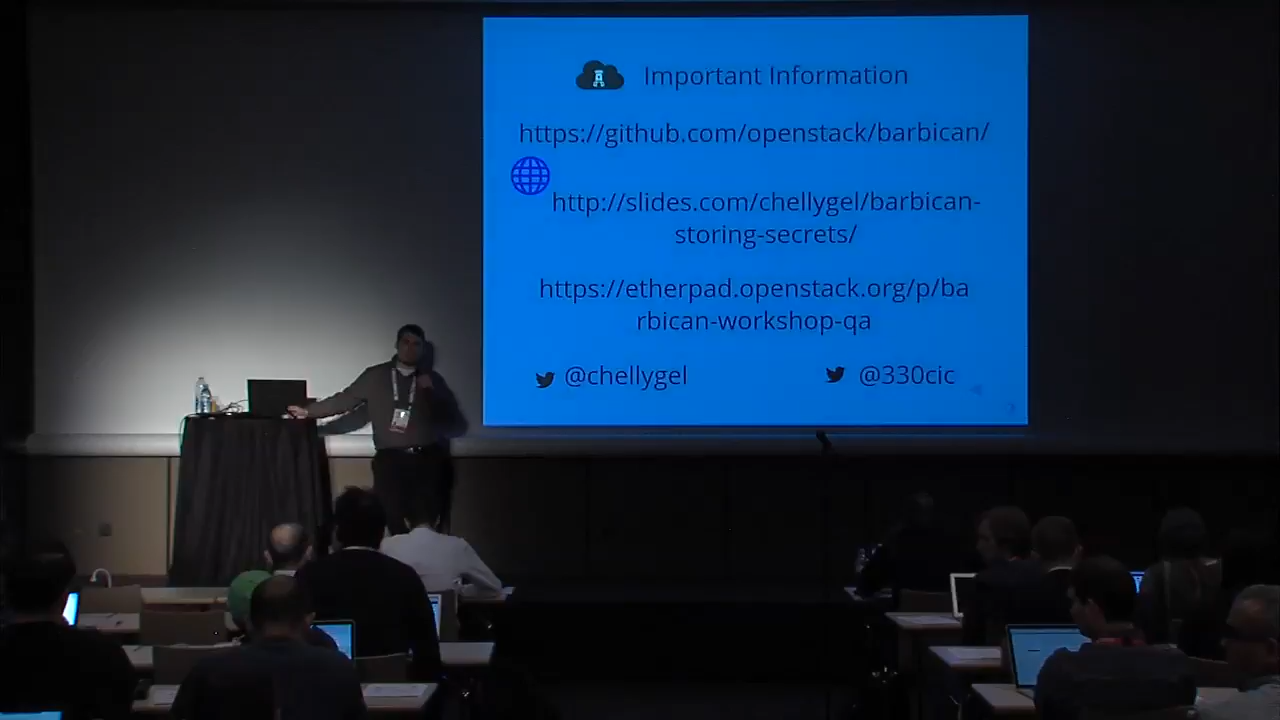 Important Information
https://github.com/openstack/barbican/
http://slides.com/chellygel/barbican-
storing-secrets/
https://etherpad.openstack.org/p/ba
rbican-workshop-qa
@chellygel @330cic